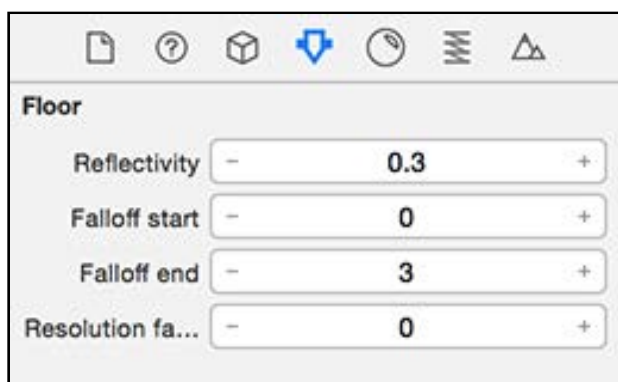 Floor
Reflectivity - 0.3 +
Falloff start - 0 +
Falloff end - 3 +
Resolution fa... - 0 +